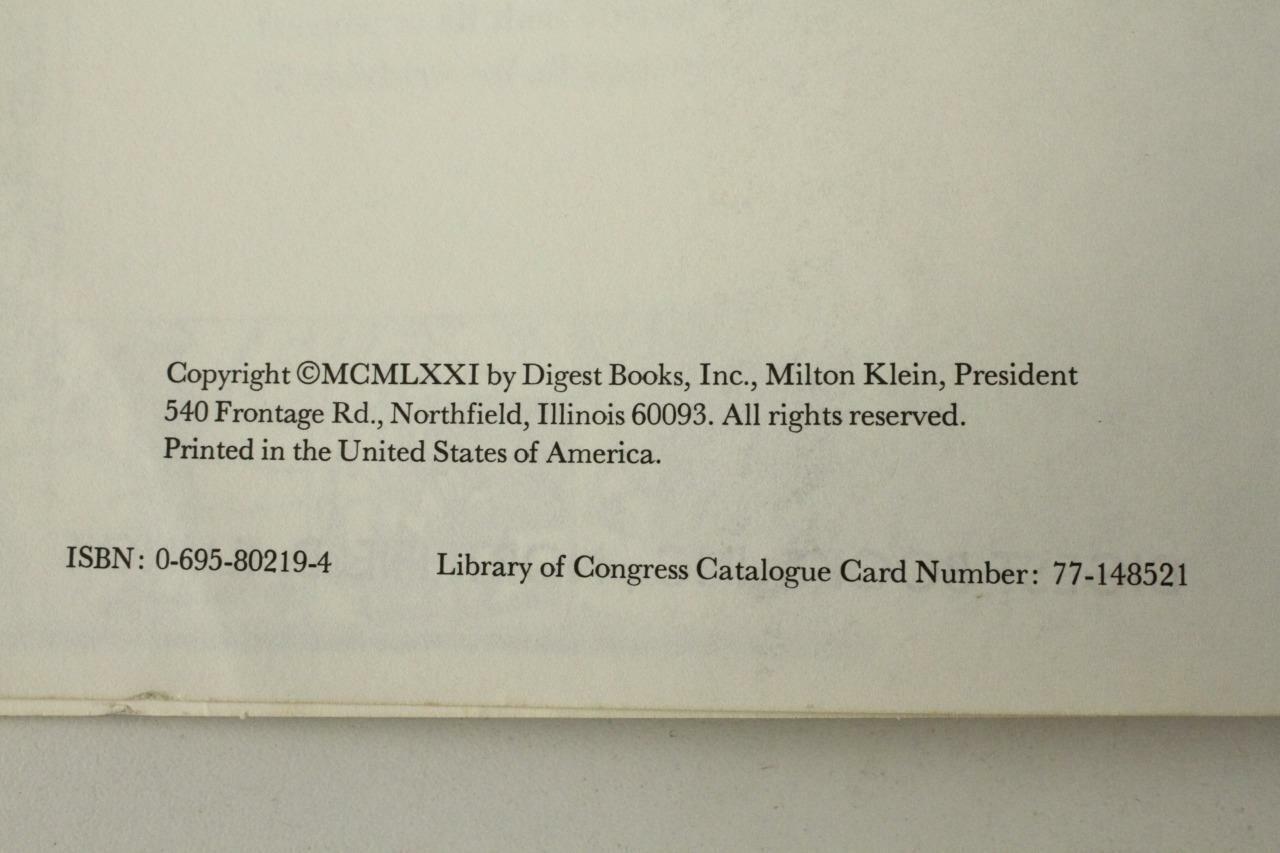 Copyright ©MCMLXXI by Digest Books, Inc., Milton Klein, President
540 Frontage Rd., Northfield, Illinois 60093. All rights reserved.
Printed in the United States of America.
ISBN: 0-695-80219-4 Library of Congress Catalogue Card Number: 77-148521